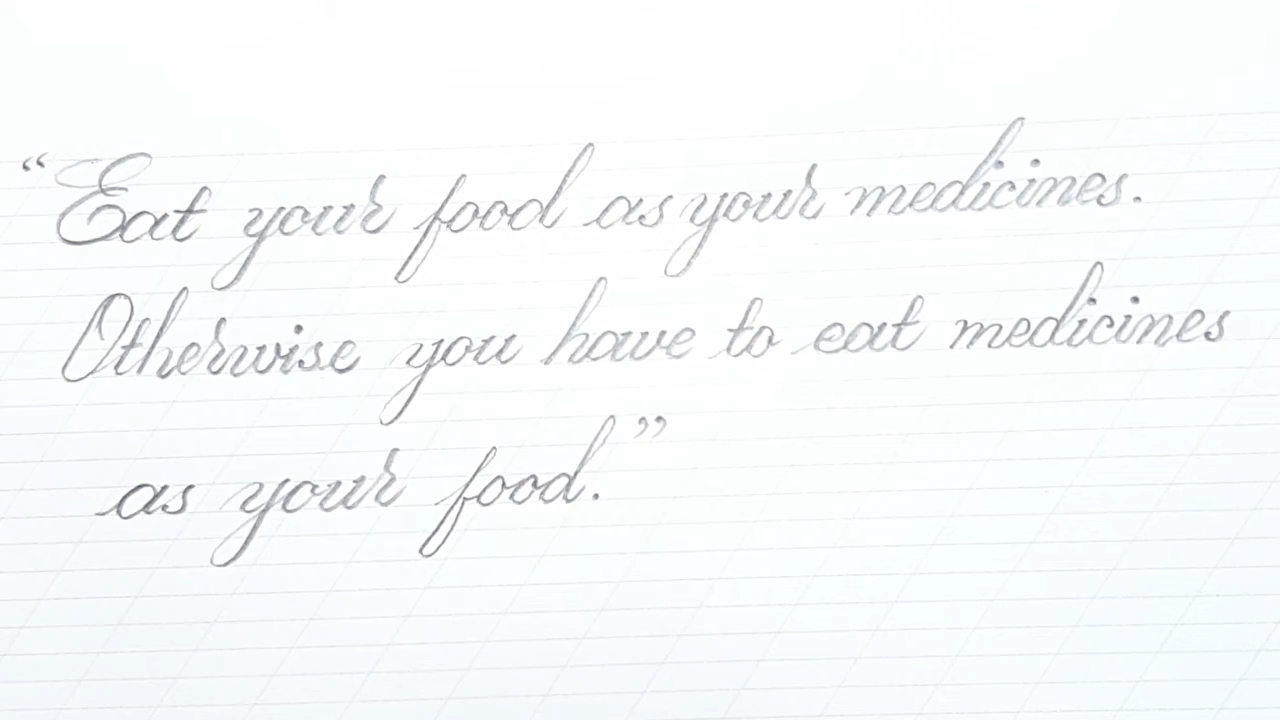 “Eat your food as your medicines.
Otherwise you have to eat medicines
as your food.”